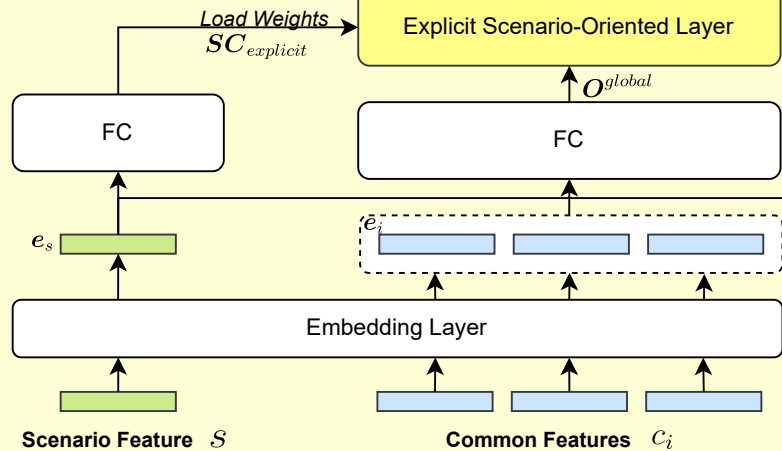 Load Weights
SC_explicit
Explicit Scenario-Oriented Layer
O^global
FC
FC
e_s
e_i
Embedding Layer
Scenario Feature s
Common Features c_i